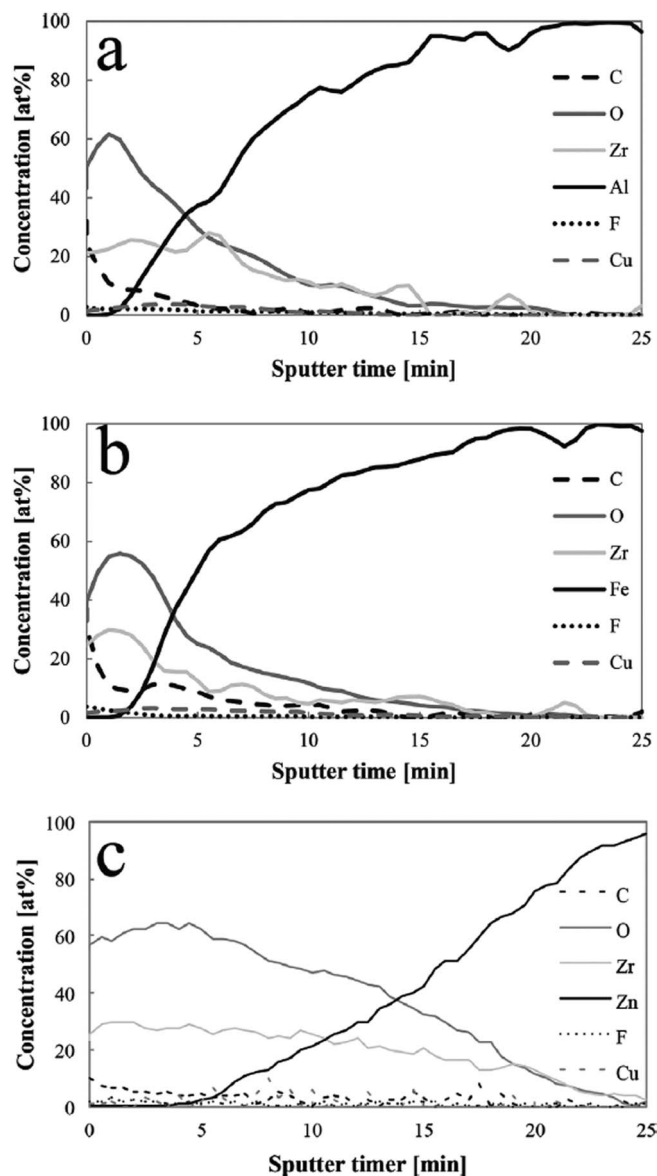 a
100
80
60
40
20
0
Concentration [at%]
C
O
Zr
Al
F
Cu
0 5 10 15 20 25
Sputter time [min]
b
100
80
60
40
20
0
Concentration [at%]
C
O
Zr
Fe
F
Cu
0 5 10 15 20 25
Sputter time [min]
c
100
80
60
40
20
0
Concentration [at%]
C
O
Zr
Zn
F
Cu
0 5 10 15 20 25
Sputter timer [min]